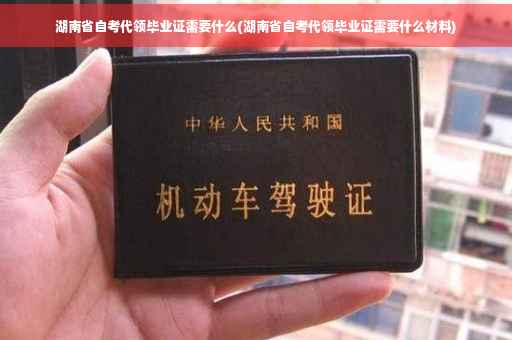 湖南省自考代领毕业证需要什么(湖南省自考代领毕业证需要什么材料)
中华人民共和国
机动车驾驶证